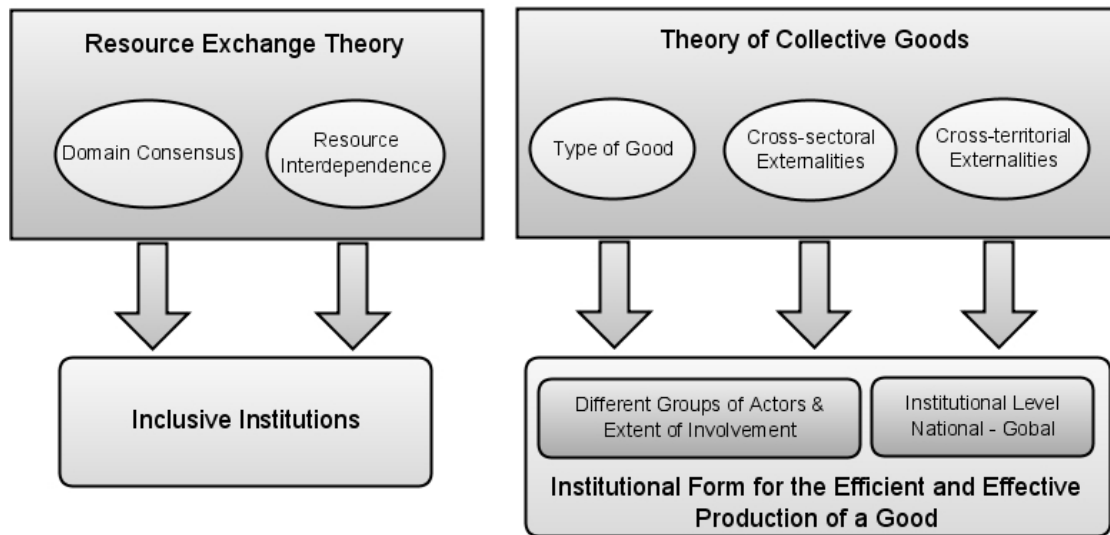 Resource Exchange Theory
Domain Consensus
Resource
Interdependence
Inclusive Institutions
Theory of Collective Goods
Type of Good
Cross-sectoral
Externalities
Cross-territorial
Externalities
Different Groups of Actors &
Extent of Involvement
Institutional Level
National - Gobal
Institutional Form for the Efficient and Effective
Production of a Good